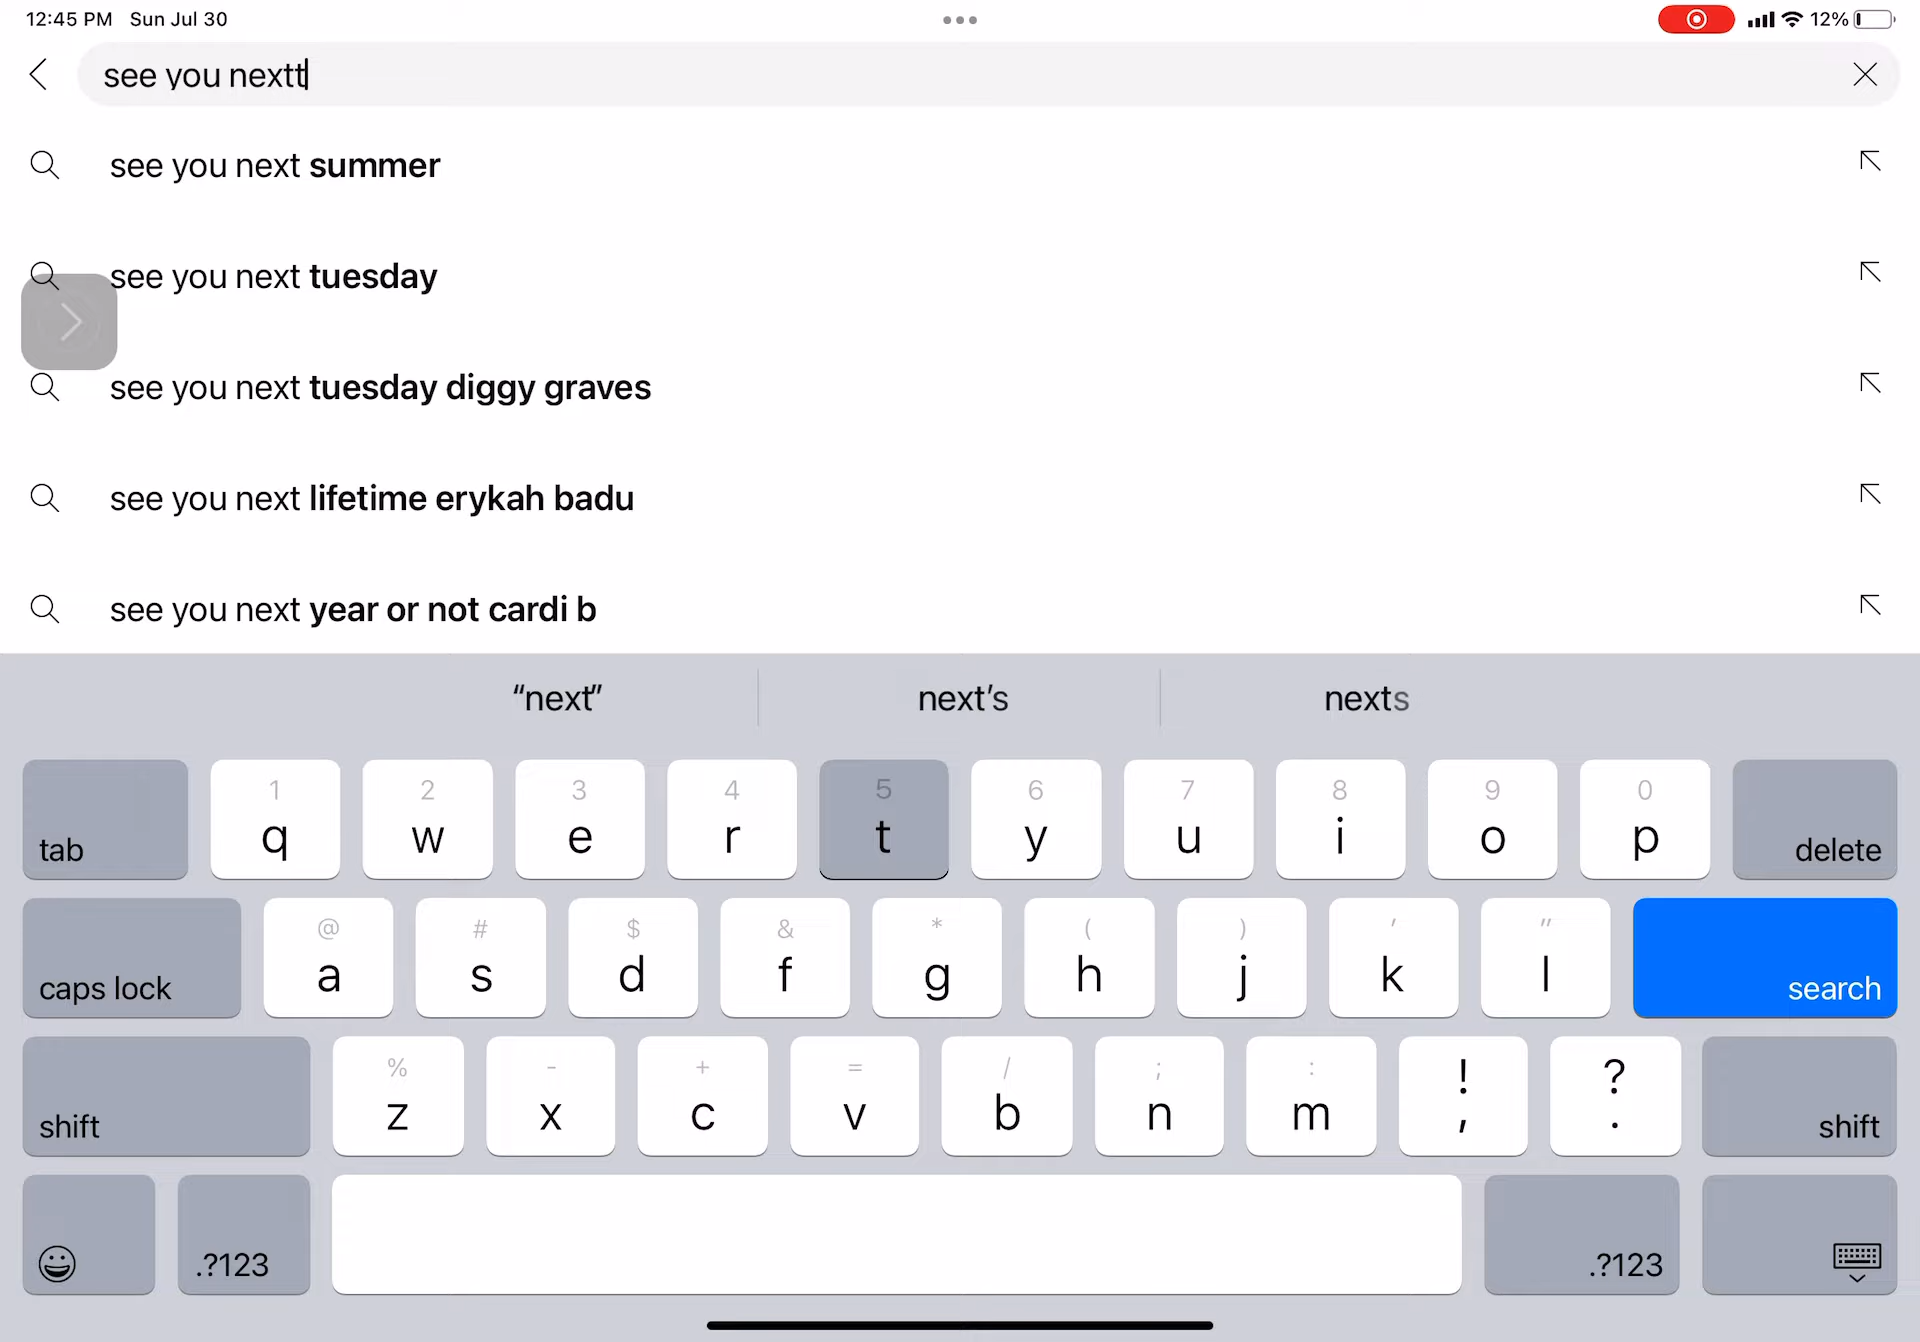 12:45 PM Sun Jul 30 12%
see you nextt
see you next summer
see you next tuesday
see you next tuesday diggy graves
see you next lifetime erykah badu
see you next year or not cardi b
“next” next’s nexts
1 2 3 4 5 6 7 8 9 0
tab q w e r t y u i o p delete
@ # $ & * ( ) ' "
caps lock a s d f g h j k l search
% - + = / ; : ! ?
shift z x c v b n m , . shift
.?123 .?123